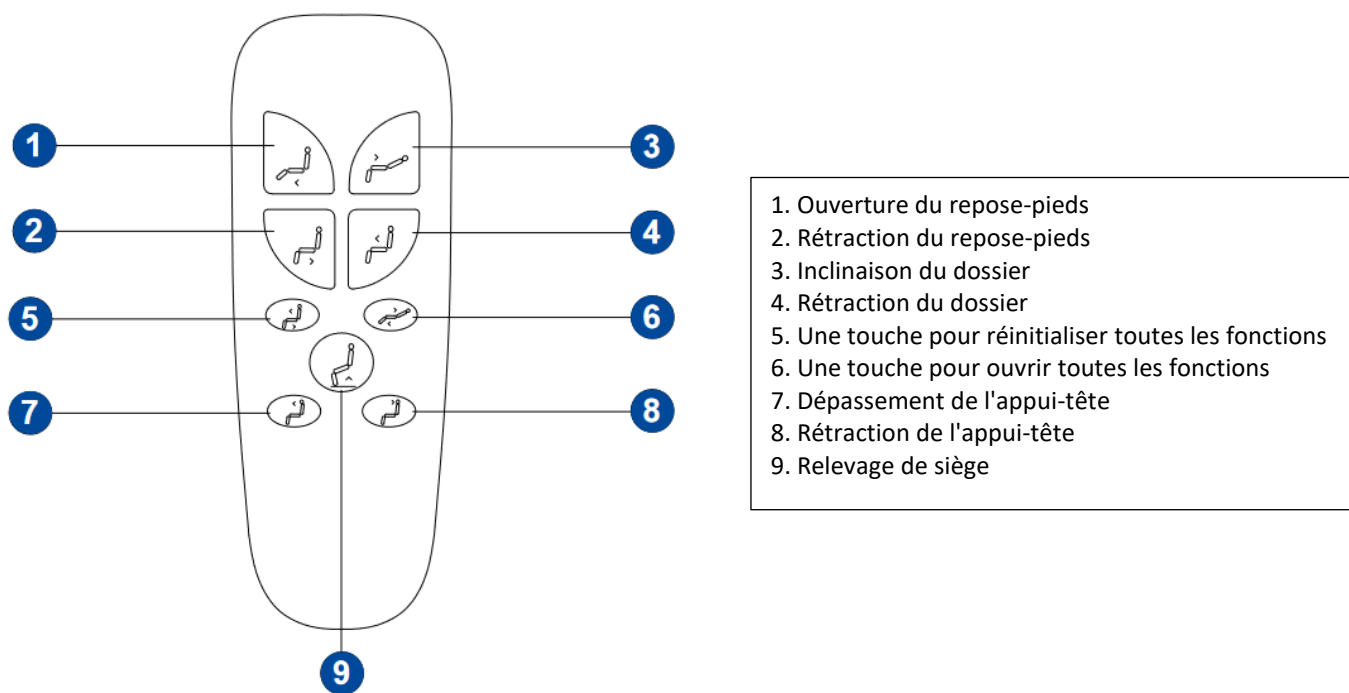 1
3
2
4
5
6
7
8
9
1. Ouverture du repose-pieds
2. Rétraction du repose-pieds
3. Inclinaison du dossier
4. Rétraction du dossier
5. Une touche pour réinitialiser toutes les fonctions
6. Une touche pour ouvrir toutes les fonctions
7. Dépassement de l'appui-tête
8. Rétraction de l'appui-tête
9. Relevage de siège